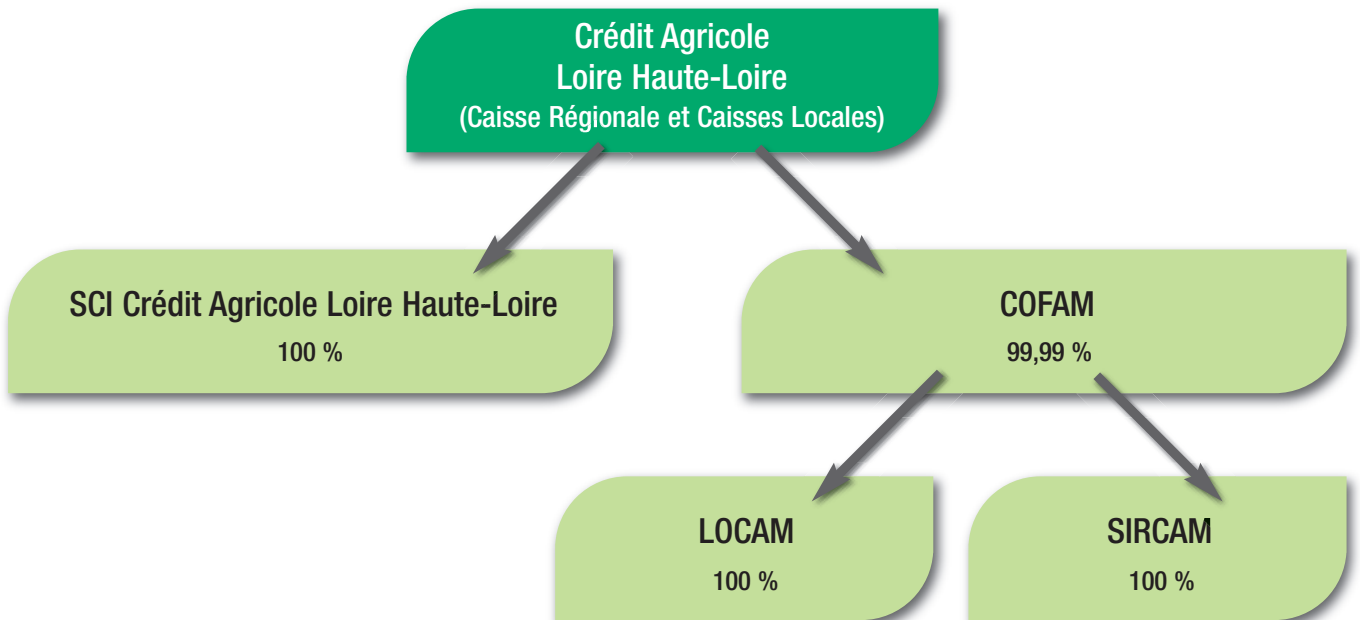 Crédit Agricole
Loire Haute-Loire
(Caisse Régionale et Caisses Locales)
SCI Crédit Agricole Loire Haute-Loire
100 %
COFAM
99,99 %
LOCAM
100 %
SIRCAM
100 %